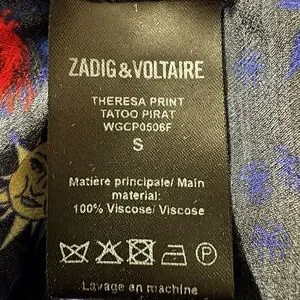 ZADIG&VOLTAIRE
THERESA PRINT
TATOO PIRAT
WGCP0506F
S
Matière principale/ Main
material:
100% Viscose/ Viscose
P
Lavage en machine